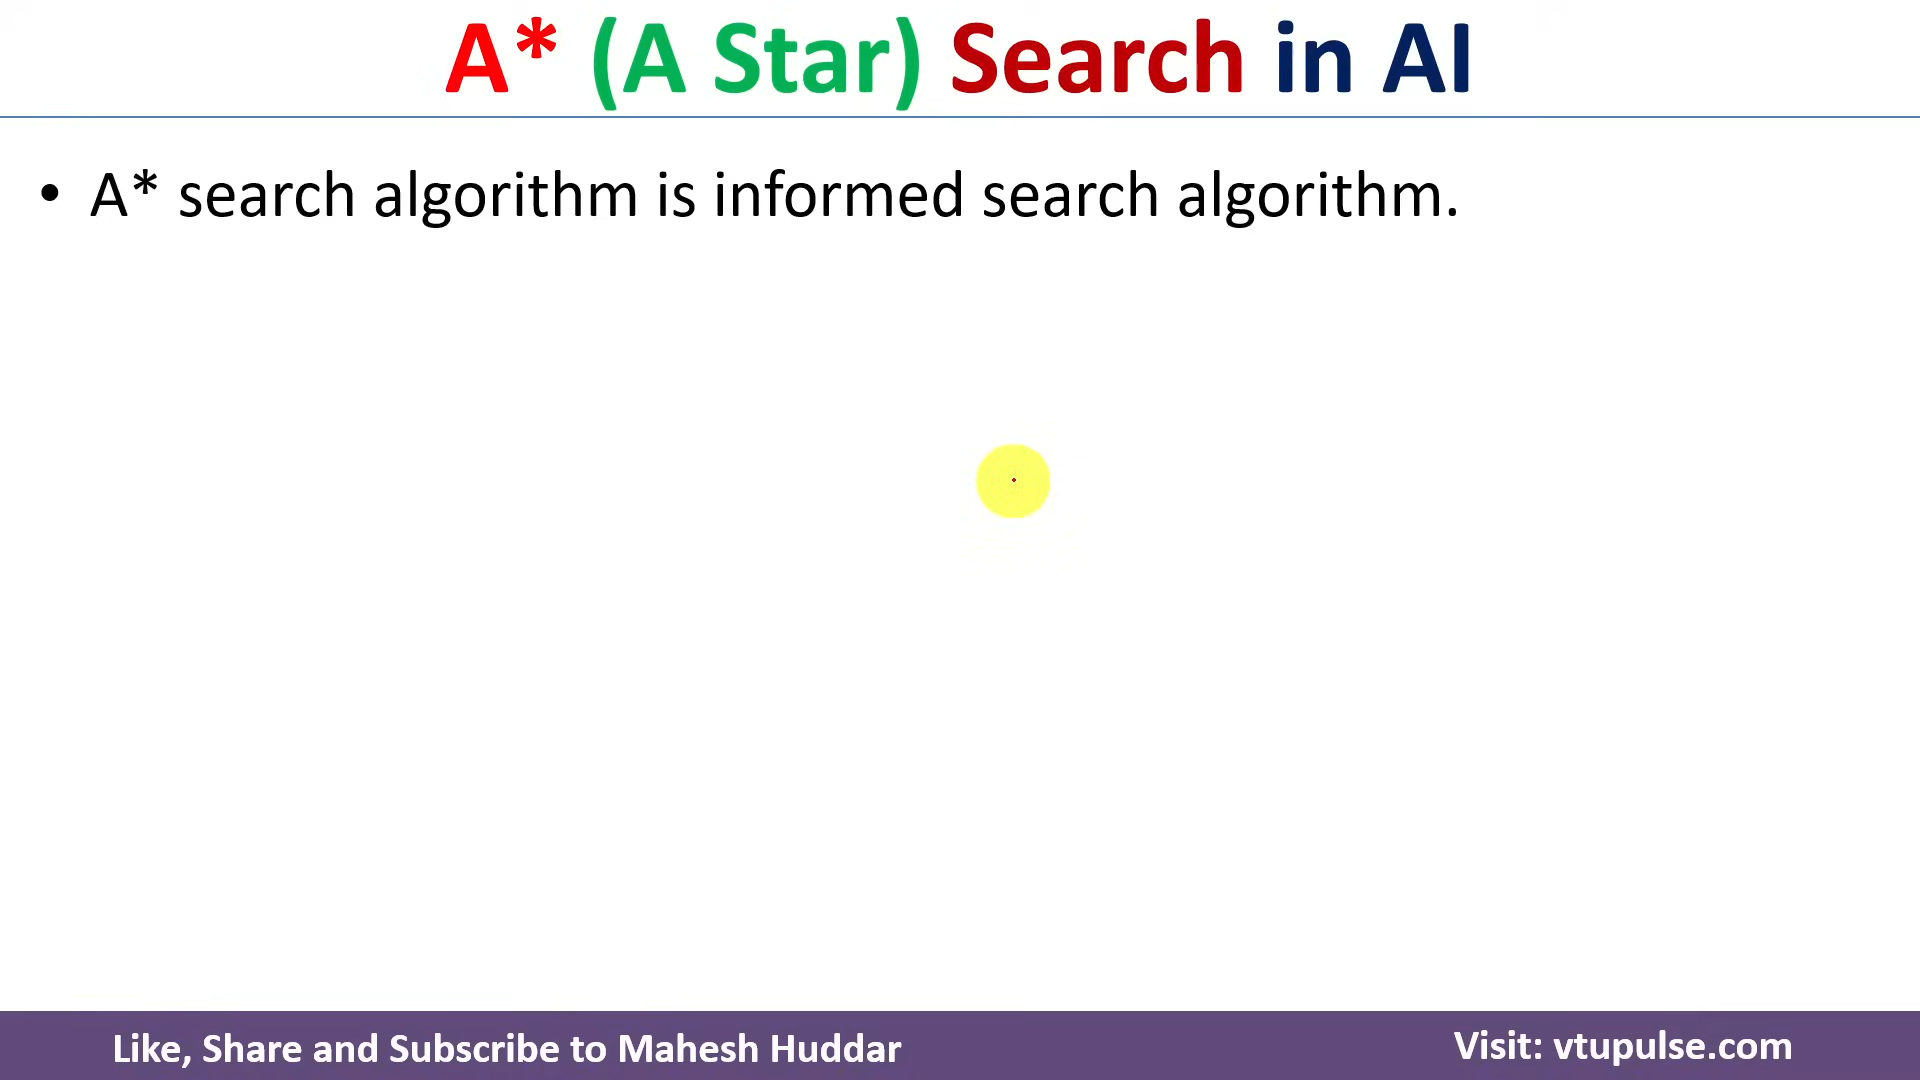 A* (A Star) Search in AI
• A* search algorithm is informed search algorithm.
Like, Share and Subscribe to Mahesh Huddar
Visit: vtupulse.com